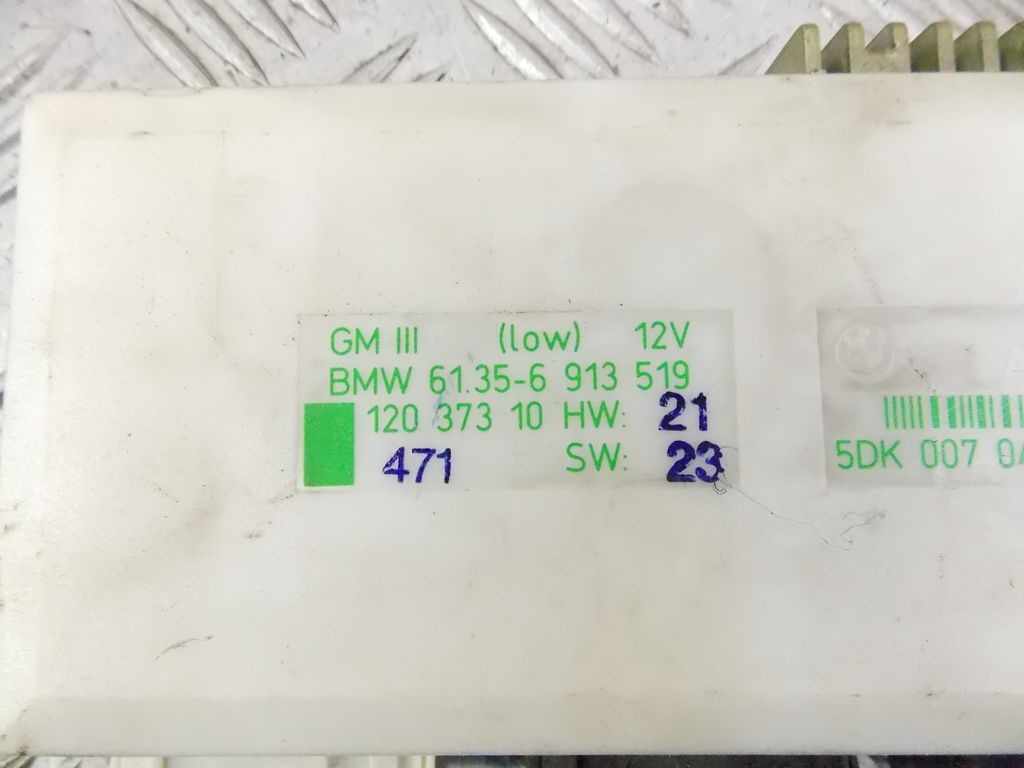 GM III (low) 12V
BMW 61.35-6 913 519
120 373 10 HW: 21
471 SW: 23
5DK 007